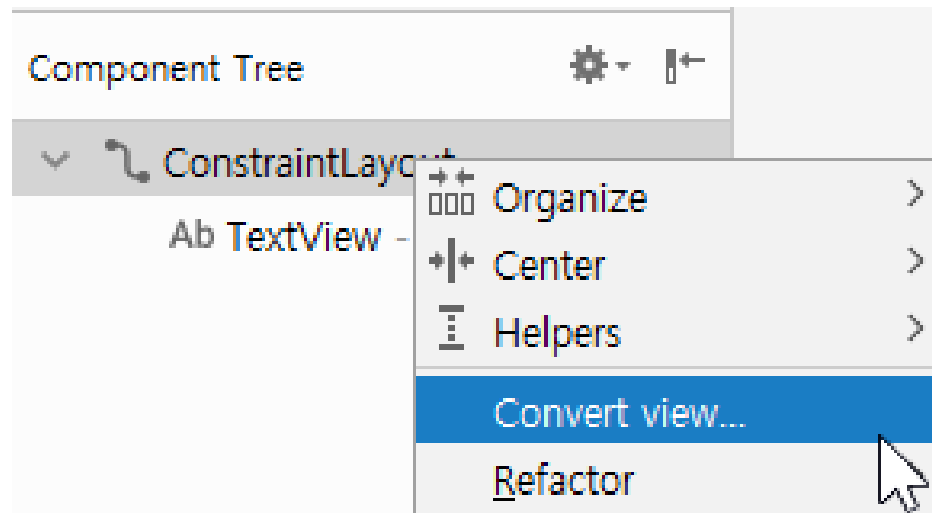 Component Tree
ConstraintLayout
Organize
Ab TextView -
Center
Helpers
Convert view...
Refactor